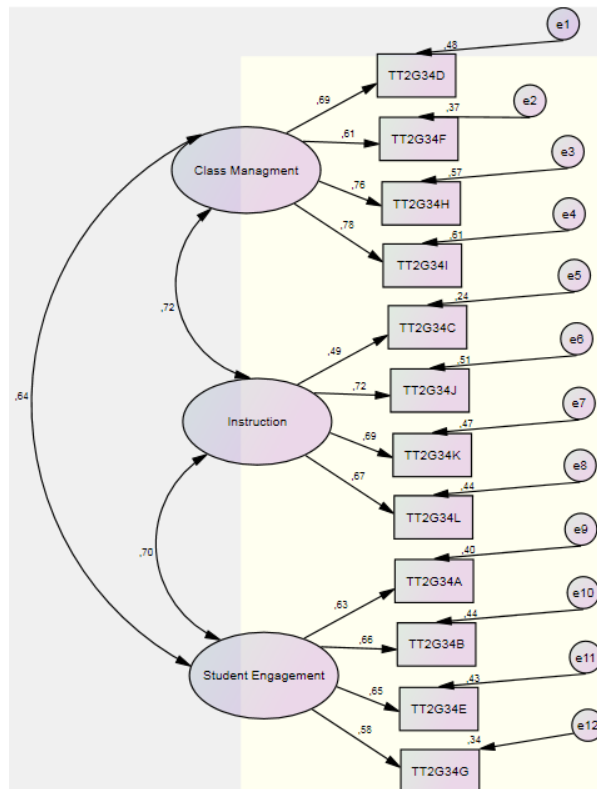 e1
,48
TT2G34D
,69
e2
,37
TT2G34F
,61
Class Managment
e3
,57
TT2G34H
,76
e4
,61
TT2G34I
,78
e5
,24
TT2G34C
,72
,49
e6
,51
TT2G34J
,72
,64
Instruction
e7
,47
TT2G34K
,69
e8
,44
TT2G34L
,67
e9
,40
TT2G34A
,70
,63
e10
,44
TT2G34B
,66
Student Engagement
e11
,43
TT2G34E
,65
e12
,34
TT2G34G
,58